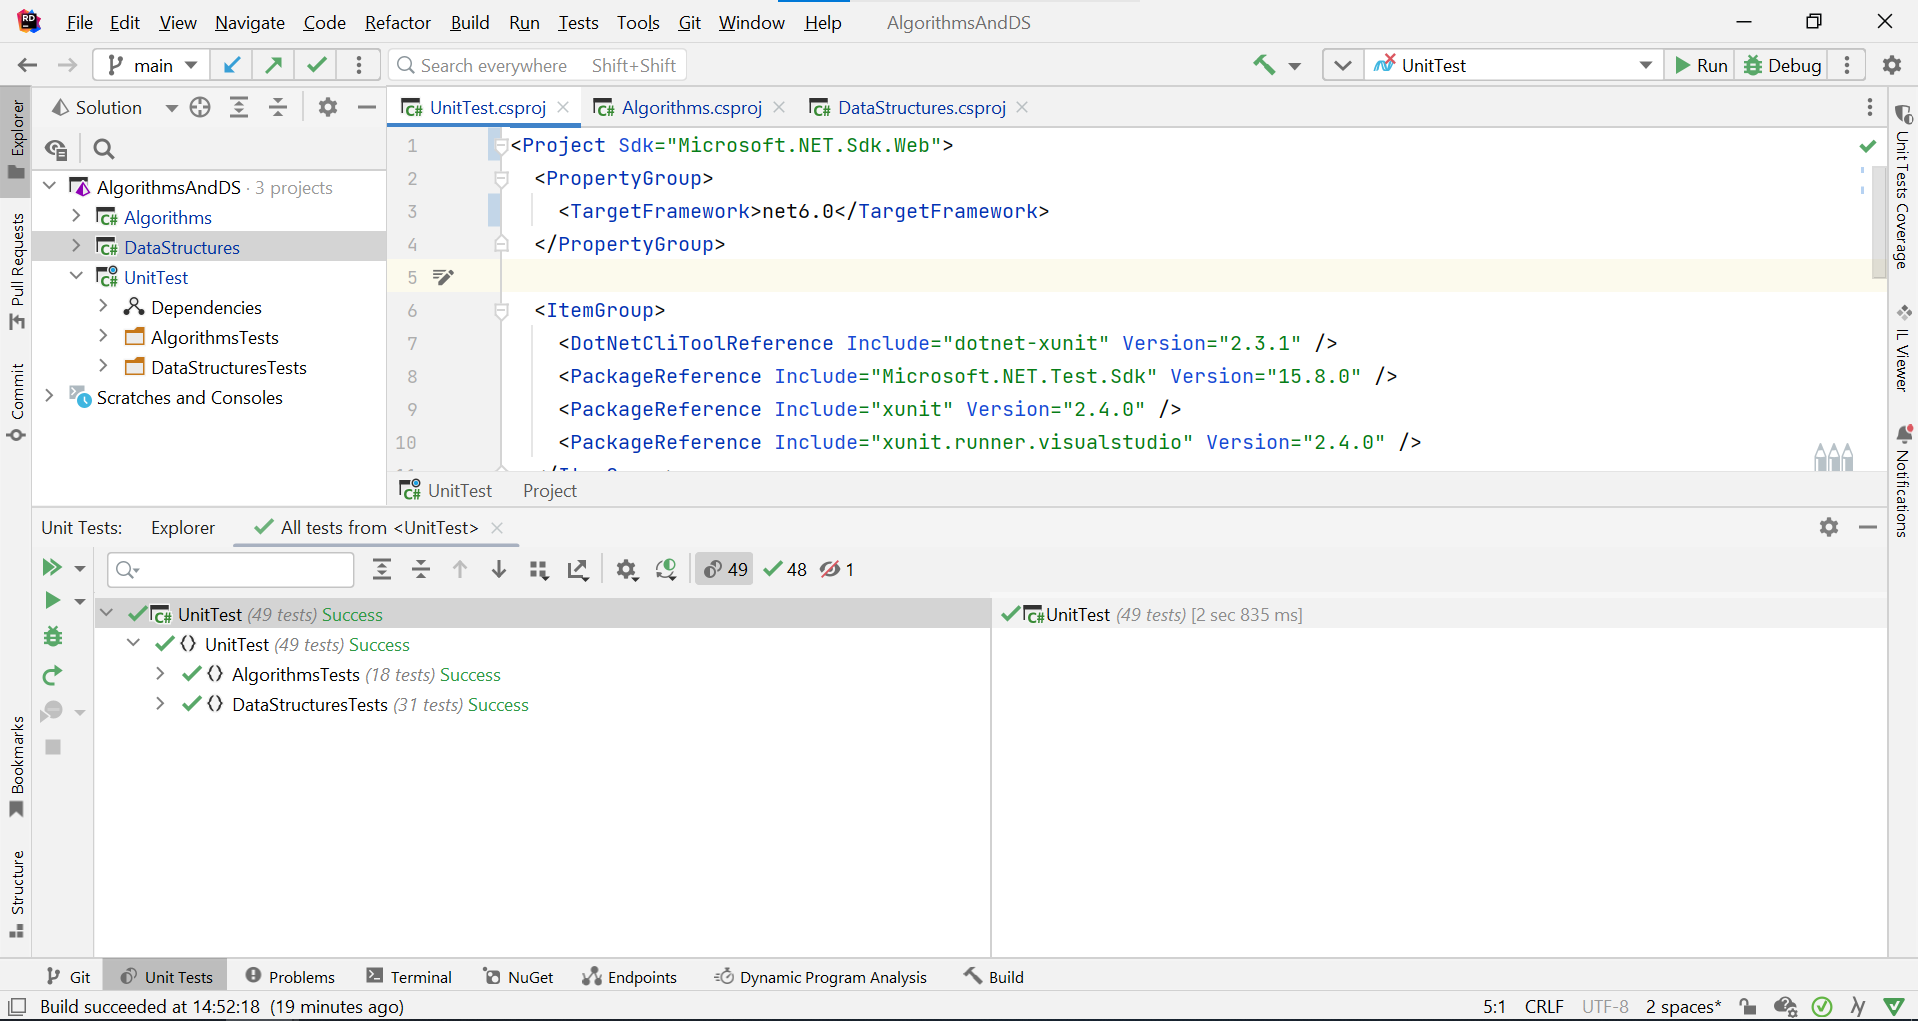 RD File Edit View Navigate Code Refactor Build Run Tests Tools Git Window Help AlgorithmsAndDS
main Search everywhere Shift+Shift UnitTest Run Debug
Explorer
Pull Requests
Commit
Bookmarks
Structure
Solution
AlgorithmsAndDS · 3 projects
C# Algorithms
C# DataStructures
C# UnitTest
Dependencies
AlgorithmsTests
DataStructuresTests
Scratches and Consoles
C# UnitTest.csproj C# Algorithms.csproj C# DataStructures.csproj
1 <Project Sdk="Microsoft.NET.Sdk.Web">
2 <PropertyGroup>
3 <TargetFramework>net6.0</TargetFramework>
4 </PropertyGroup>
5
6 <ItemGroup>
7 <DotNetCliToolReference Include="dotnet-xunit" Version="2.3.1" />
8 <PackageReference Include="Microsoft.NET.Test.Sdk" Version="15.8.0" />
9 <PackageReference Include="xunit" Version="2.4.0" />
10 <PackageReference Include="xunit.runner.visualstudio" Version="2.4.0" />
C# UnitTest Project
Unit Tests Coverage
IL Viewer
Notifications
Unit Tests: Explorer All tests from <UnitTest>
49 48 1
C# UnitTest (49 tests) Success
UnitTest (49 tests) Success
AlgorithmsTests (18 tests) Success
DataStructuresTests (31 tests) Success
C# UnitTest (49 tests) [2 sec 835 ms]
Git Unit Tests Problems Terminal NuGet Endpoints Dynamic Program Analysis Build
Build succeeded at 14:52:18 (19 minutes ago) 5:1 CRLF UTF-8 2 spaces*